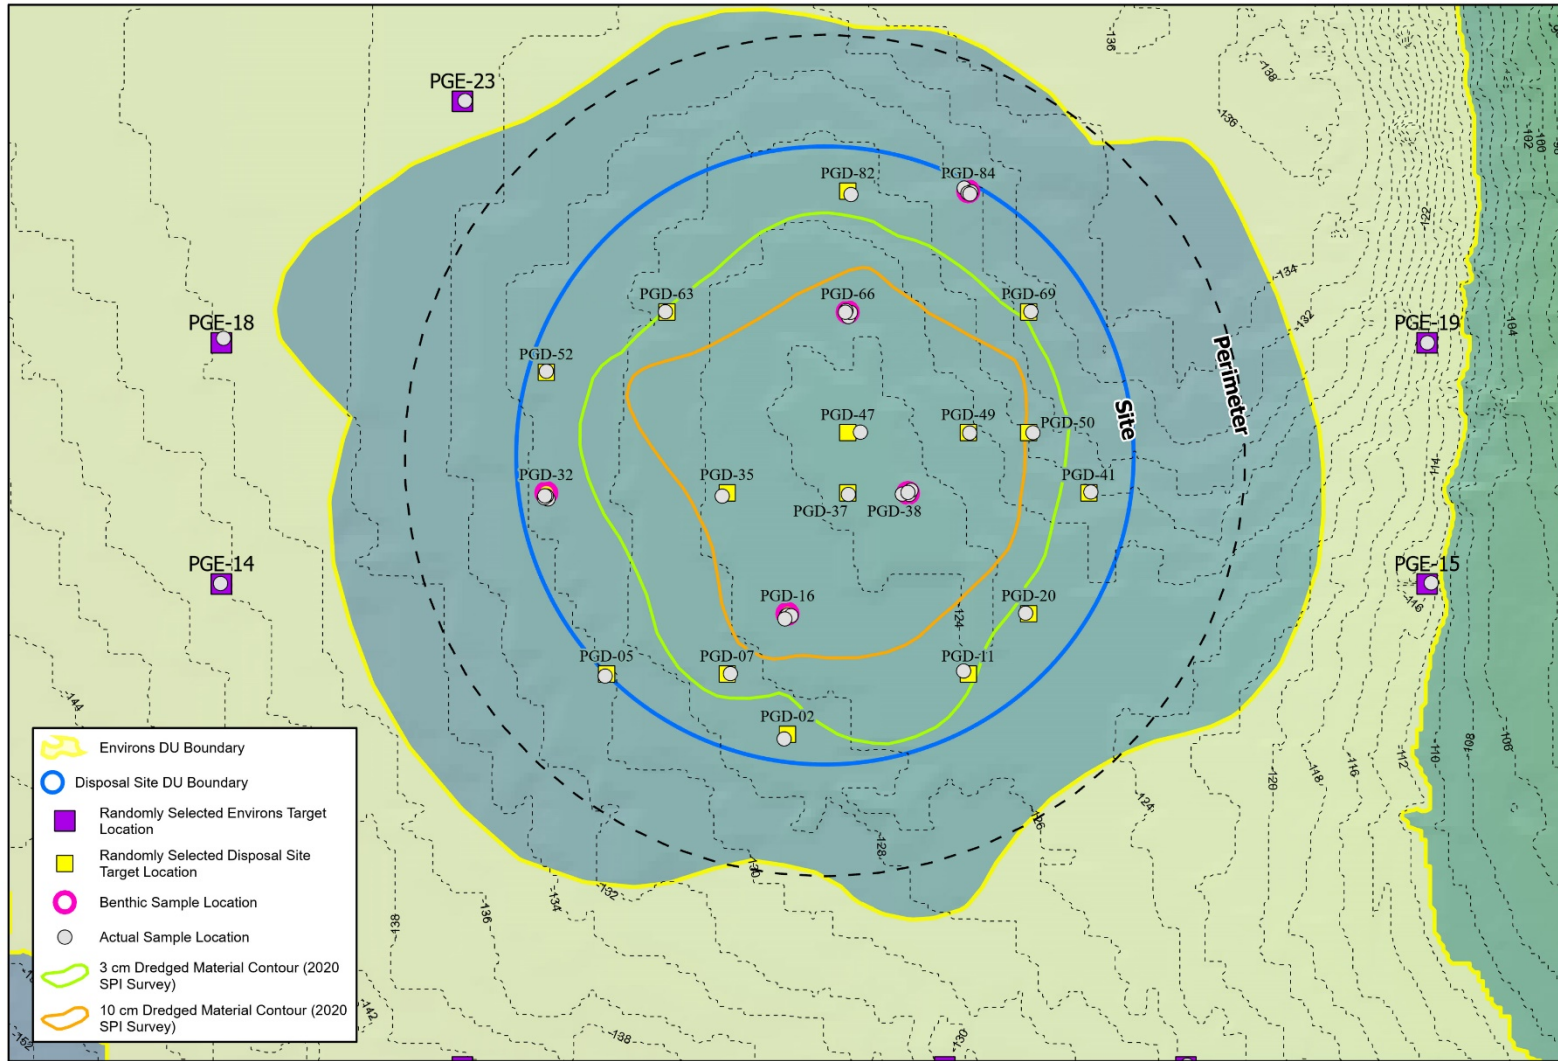 -136
-138
-136
102
-100
PGE-23
PGD-82
PGD-84
-122
-134
-132
104
PGE-18
PGD-63
PGD-66
PGD-69
PGE-19
PGD-52
Perimeter
Site
PGD-47
PGD-49
PGD-50
114
PGD-32
PGD-35
PGD-41
PGD-37
PGD-38
PGE-14
PGE-15
-116
PGD-16
PGD-20
124
PGD-05
PGD-07
PGD-11
-144
PGD-02
-112
-110
108
-106
-120
-118
-116
-124
-126
-128
-130
-132
-134
-136
-138
Environs DU Boundary
Disposal Site DU Boundary
Randomly Selected Environs Target
Location
Randomly Selected Disposal Site
Target Location
Benthic Sample Location
Actual Sample Location
3 cm Dredged Material Contour (2020
SPI Survey)
10 cm Dredged Material Contour (2020
SPI Survey)
-142
-138
-130
-152